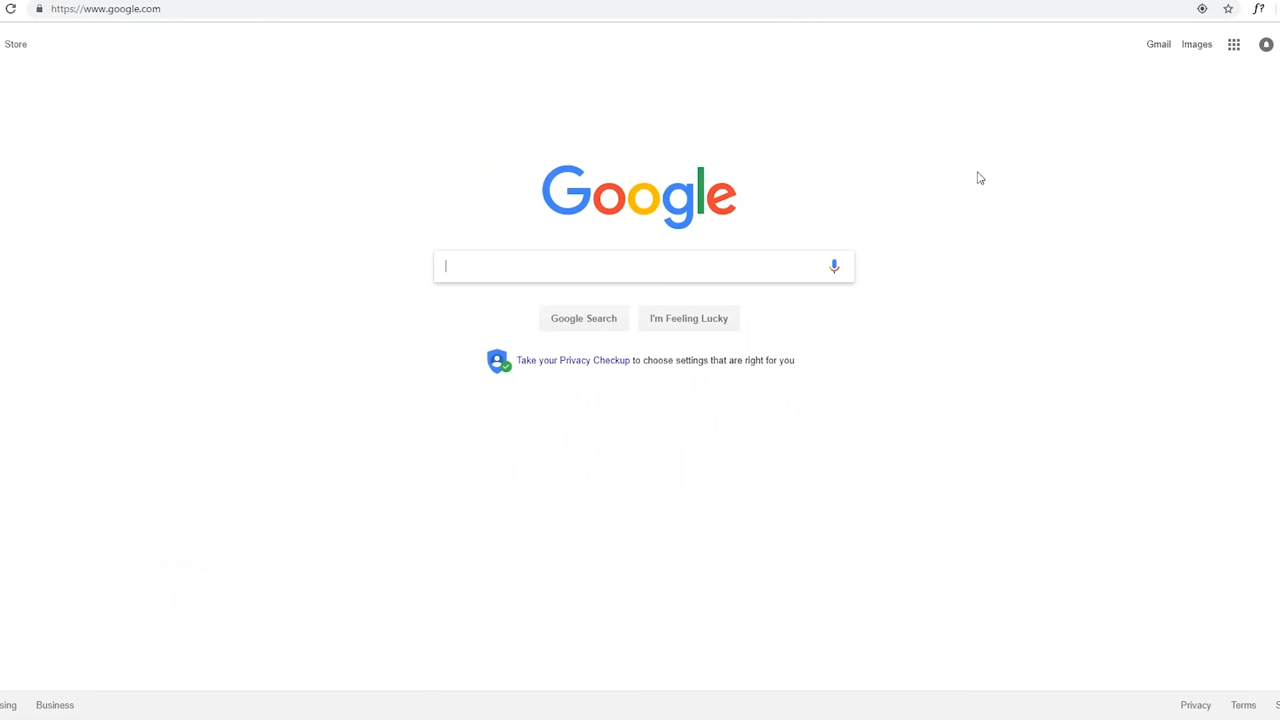 https://www.google.com
f?
Store
Gmail Images
Google
Google Search I'm Feeling Lucky
Take your Privacy Checkup to choose settings that are right for you
sing Business Privacy Terms S